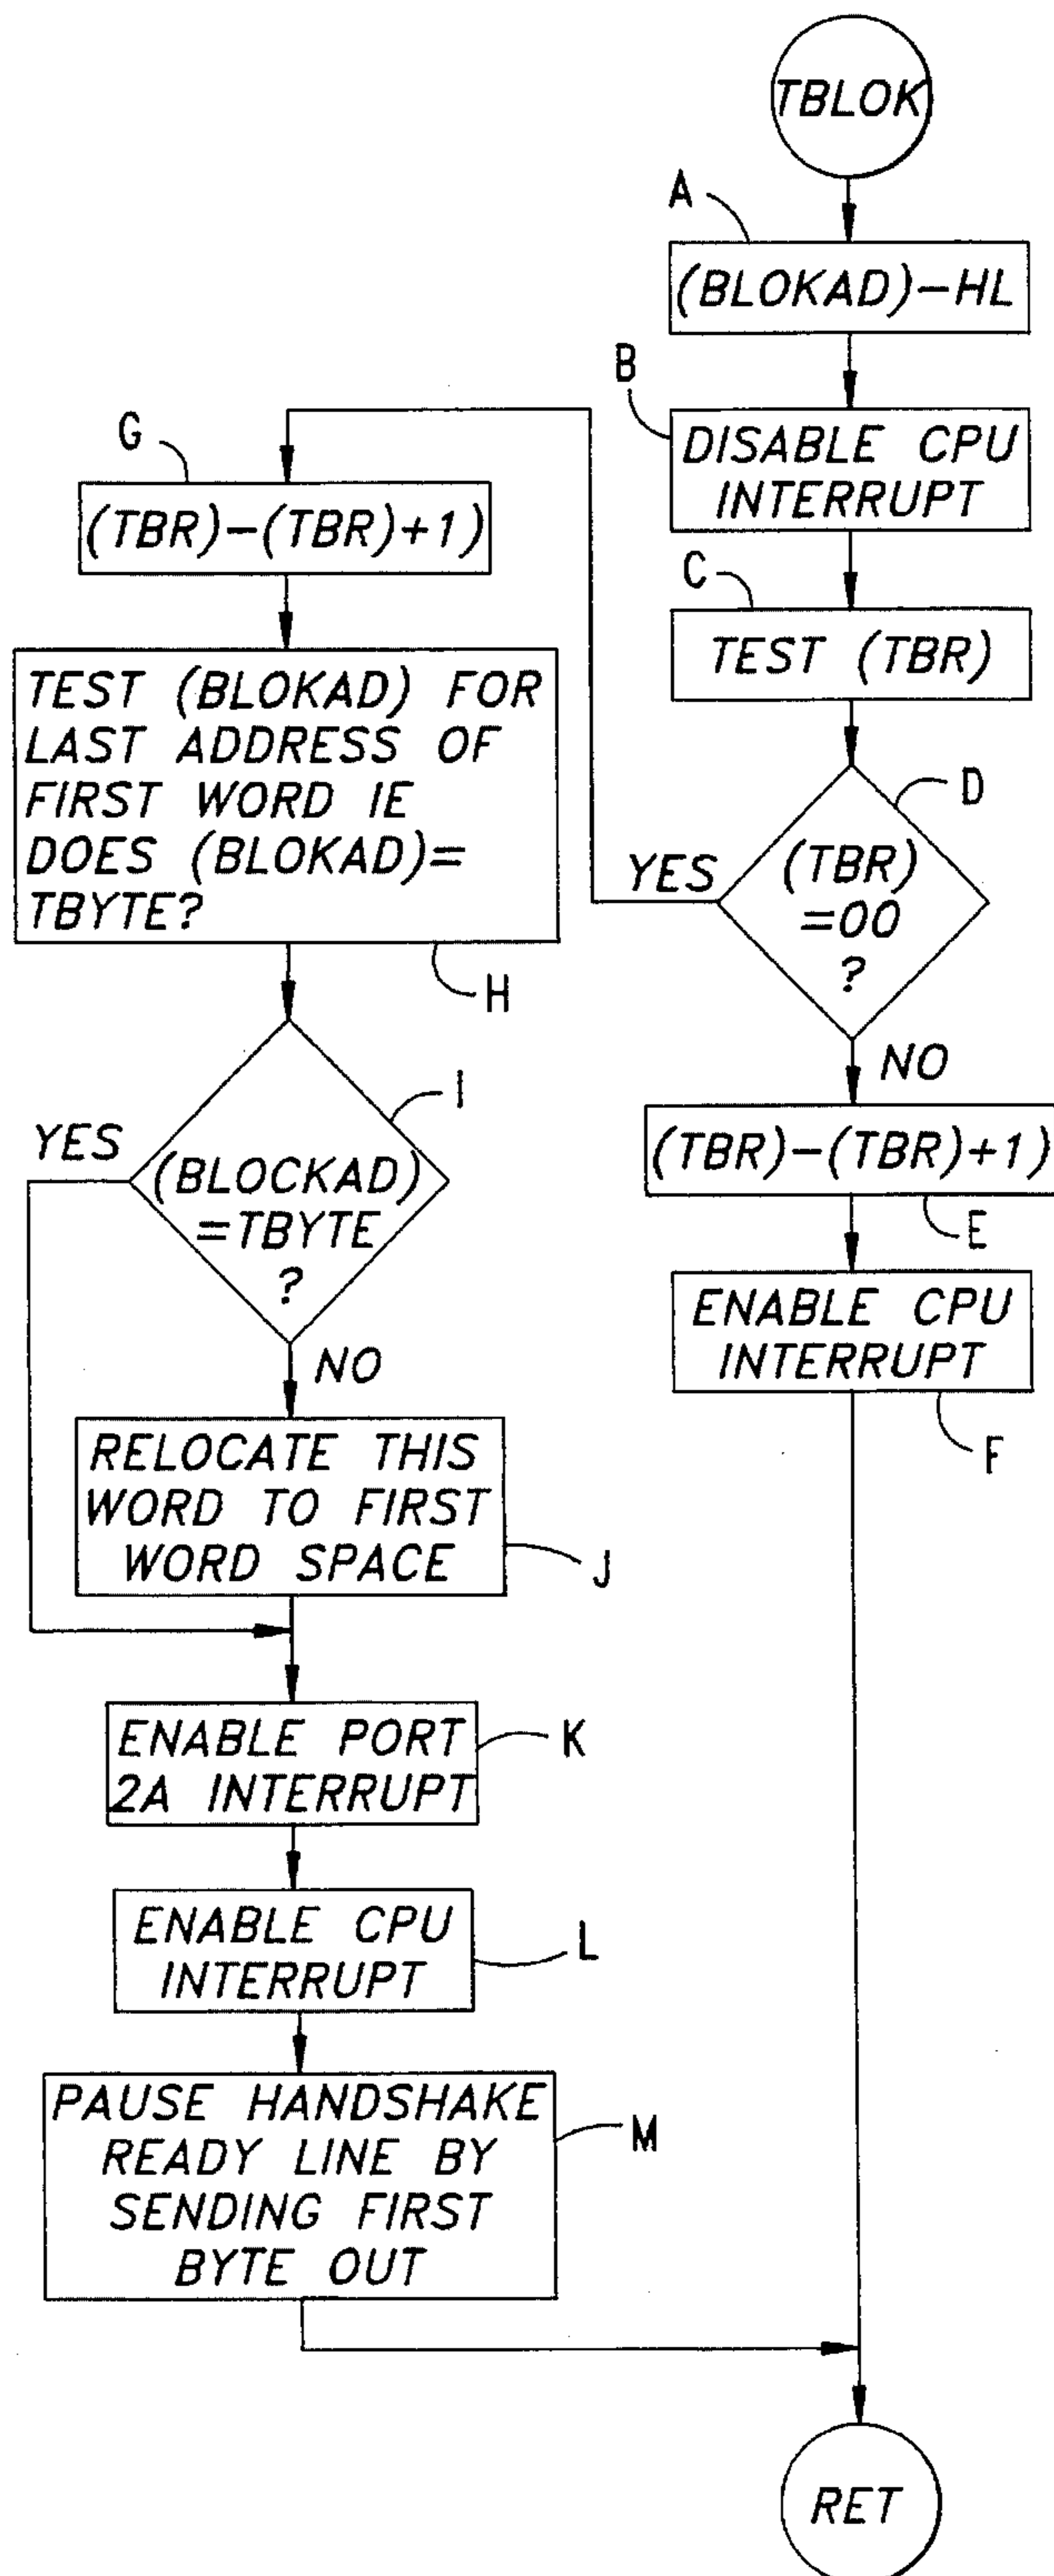 TBLOK
A
(BLOKAD)-HL
B
DISABLE CPU
INTERRUPT
C
TEST (TBR)
D
(TBR)
=00
?
YES
NO
(TBR)-(TBR)+1)
E
ENABLE CPU
INTERRUPT
F
G
(TBR)-(TBR)+1)
TEST (BLOKAD) FOR
LAST ADDRESS OF
FIRST WORD IE
DOES (BLOKAD)=
TBYTE?
H
I
(BLOCKAD)
=TBYTE
?
YES
NO
RELOCATE THIS
WORD TO FIRST
WORD SPACE
J
ENABLE PORT
2A INTERRUPT
K
ENABLE CPU
INTERRUPT
L
PAUSE HANDSHAKE
READY LINE BY
SENDING FIRST
BYTE OUT
M
RET